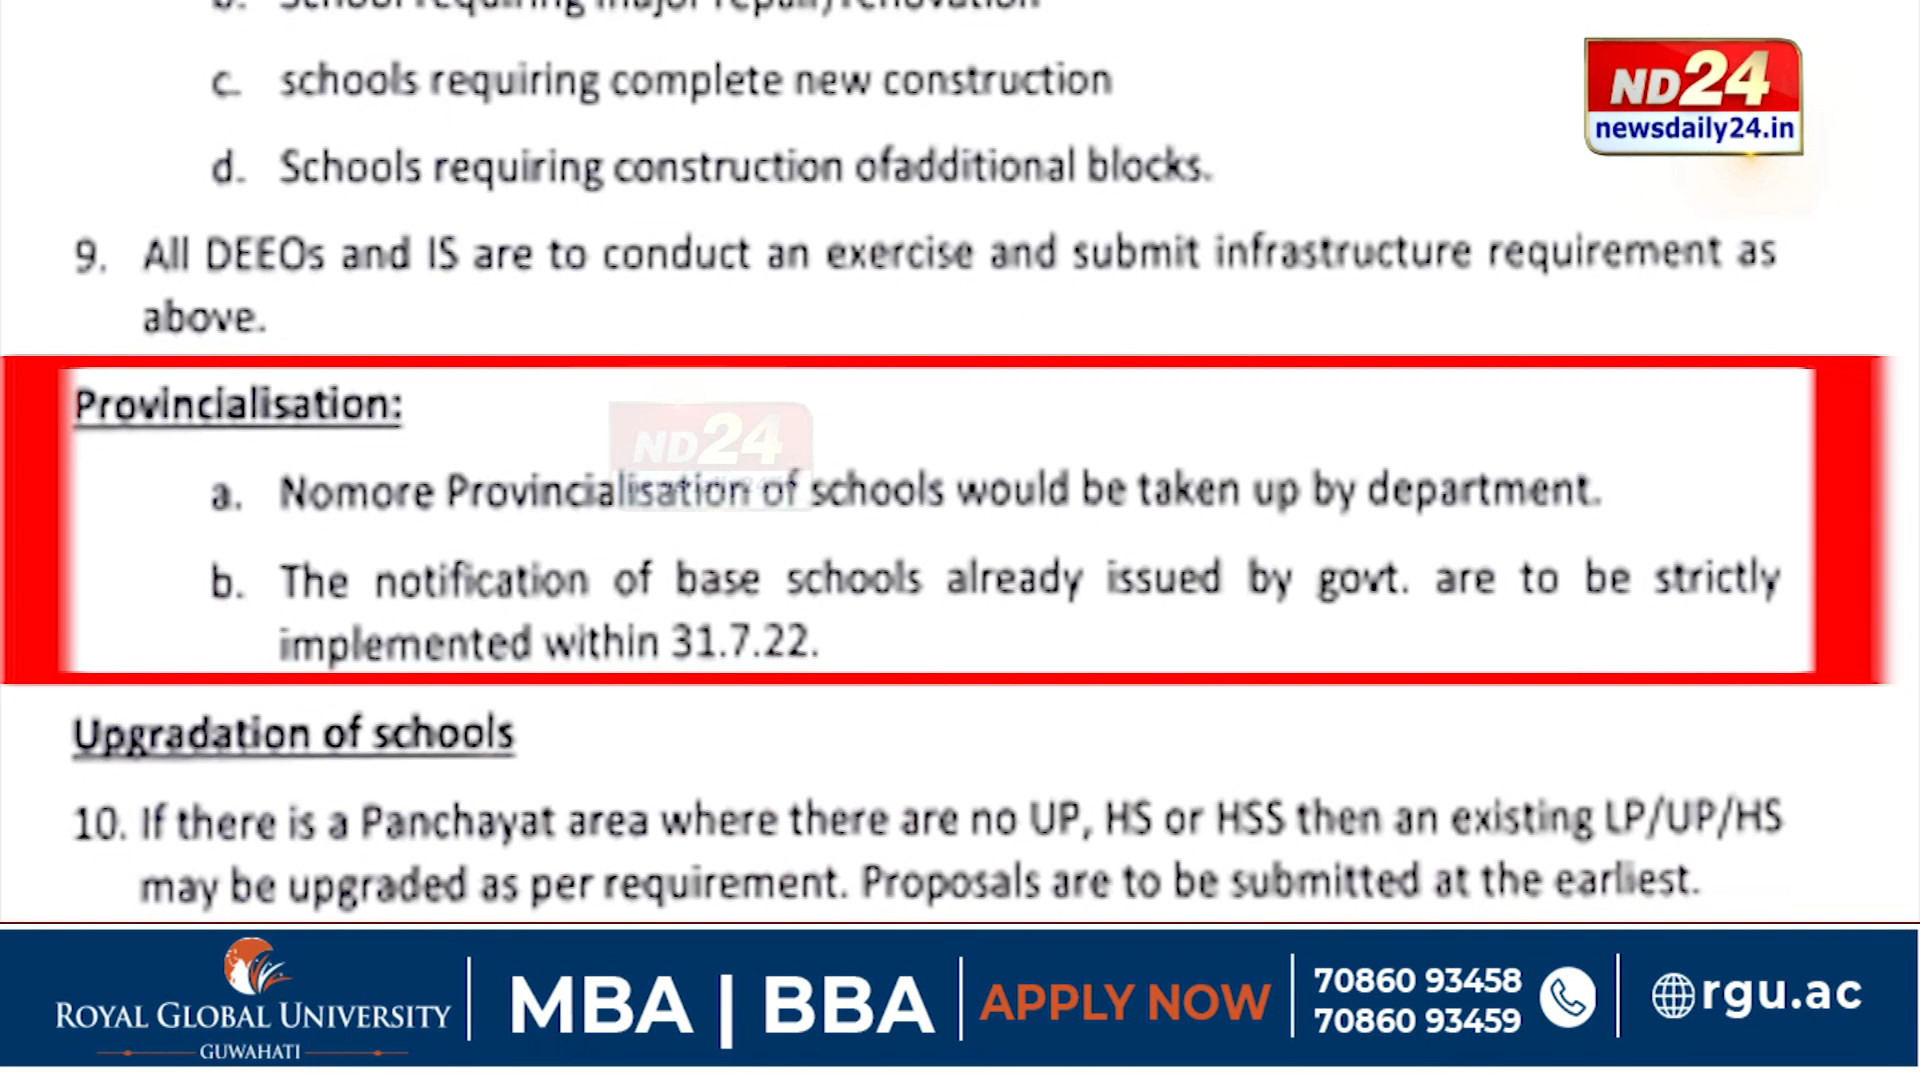 b. School requiring major repair/renovation
c. schools requiring complete new construction
d. Schools requiring construction ofadditional blocks.
9. All DEEOs and IS are to conduct an exercise and submit infrastructure requirement as
above.
Provincialisation:
a. Nomore Provincialisation of schools would be taken up by department.
b. The notification of base schools already issued by govt. are to be strictly
implemented within 31.7.22.
Upgradation of schools
10. If there is a Panchayat area where there are no UP, HS or HSS then an existing LP/UP/HS
may be upgraded as per requirement. Proposals are to be submitted at the earliest.
ND24
newsdaily24.in
ND24
ROYAL GLOBAL UNIVERSITY
GUWAHATI
MBA | BBA
APPLY NOW
70860 93458
70860 93459
rgu.ac